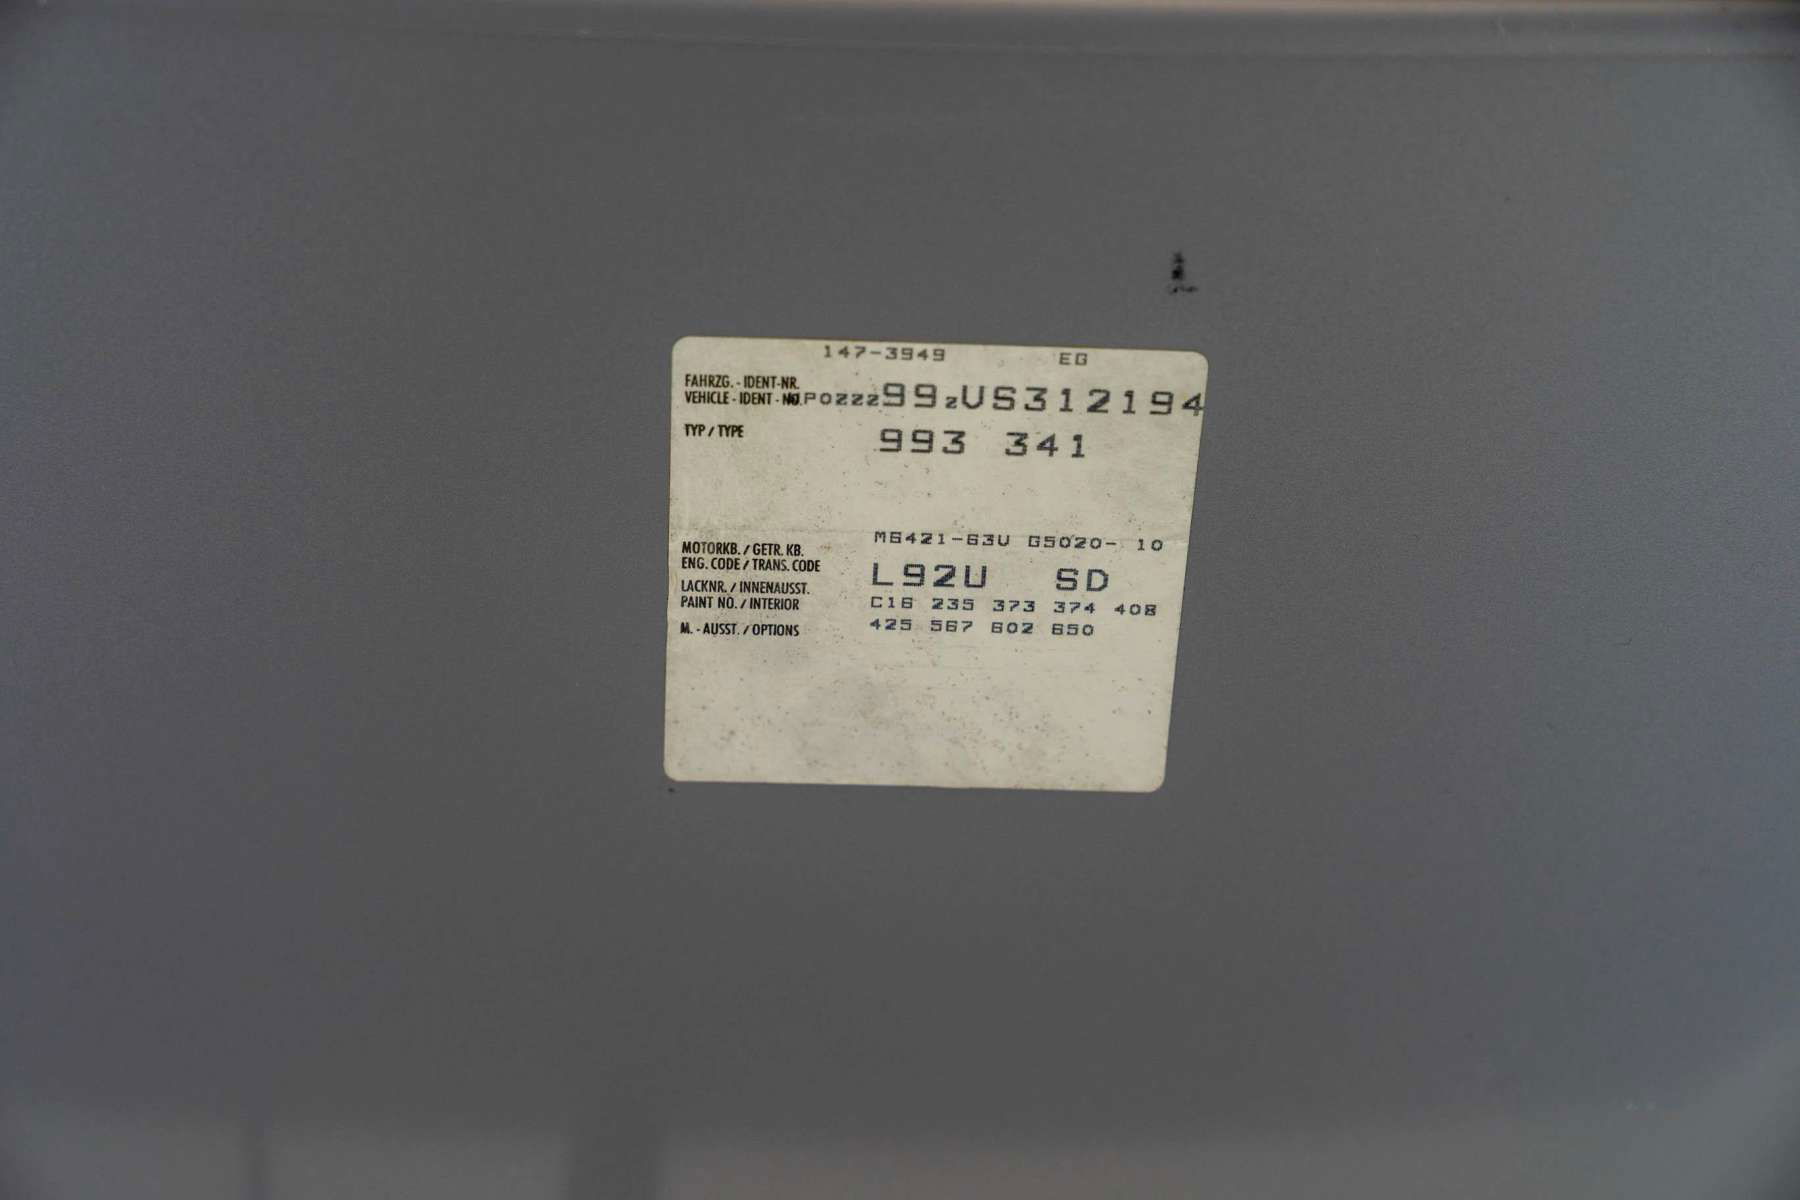 147-3949 EG
FAHRZG. - IDENT-NR.
VEHICLE - IDENT - NO. WP0ZZZ99ZVS312194
TYP / TYPE 993 341
M6421-63V G5020- 10
MOTORKB. / GETR. KB.
ENG. CODE / TRANS. CODE
L92U SD
LACKNR. / INNENAUSST.
PAINT NO. / INTERIOR C16 235 373 374 408
M. - AUSST. / OPTIONS 425 567 602 650